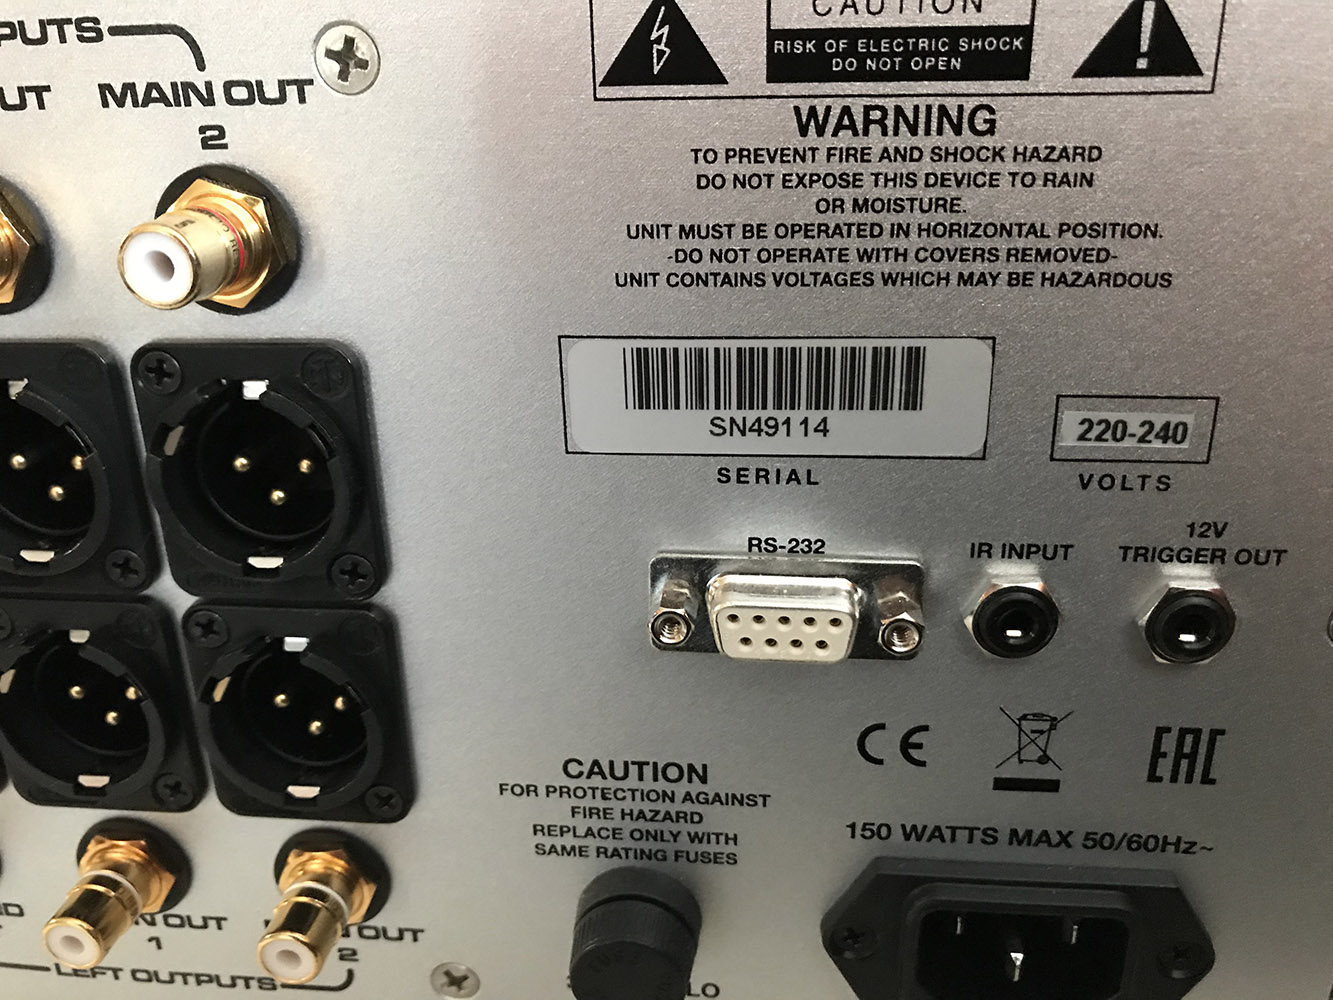 PUTS
UT
MAIN OUT
2
CAUTION
RISK OF ELECTRIC SHOCK
DO NOT OPEN
WARNING
TO PREVENT FIRE AND SHOCK HAZARD
DO NOT EXPOSE THIS DEVICE TO RAIN
OR MOISTURE.
UNIT MUST BE OPERATED IN HORIZONTAL POSITION.
-DO NOT OPERATE WITH COVERS REMOVED-
UNIT CONTAINS VOLTAGES WHICH MAY BE HAZARDOUS
SN49114
SERIAL
220-240
VOLTS
RS-232
IR INPUT
12V
TRIGGER OUT
CE
EAC
CAUTION
FOR PROTECTION AGAINST
FIRE HAZARD
REPLACE ONLY WITH
SAME RATING FUSES
150 WATTS MAX 50/60Hz~
N OUT
1
OUT
2
LEFT OUTPUTS
LO